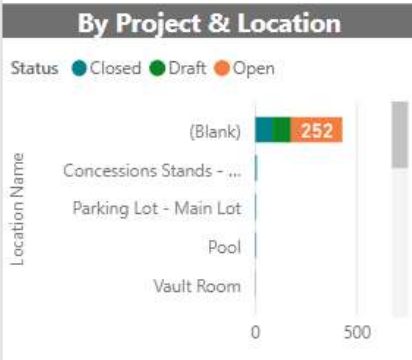 By Project & Location
Status Closed Draft Open
Location Name
(Blank) 252
Concessions Stands - ...
Parking Lot - Main Lot
Pool
Vault Room
0 500